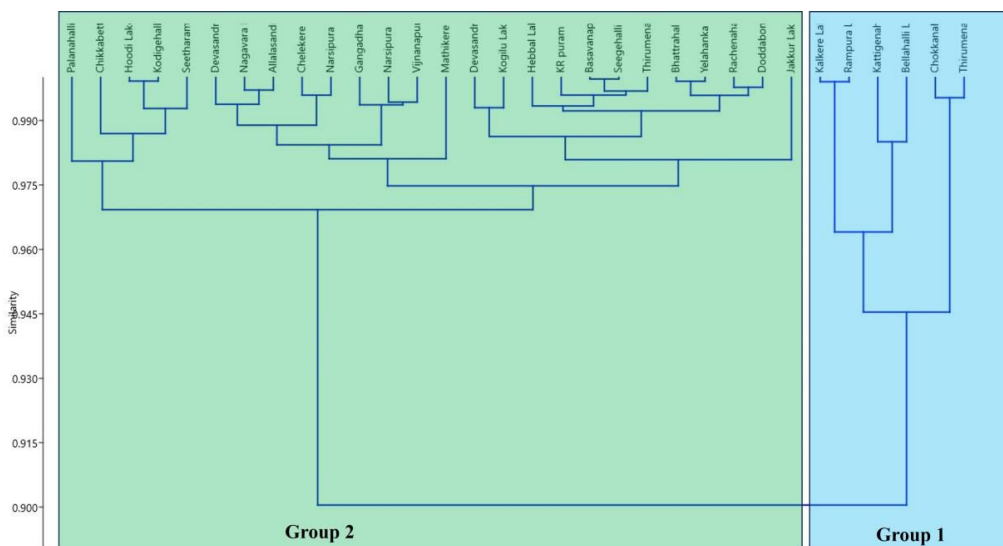 Palanahalli
Chikkabett
Hoodi Lak
Kodigehall
Seetharam
Devasandr
Nagavara
Allalasand
Chelekere
Narsipura
Gangadha
Narsipura
Vijnanapur
Mathikere
Devasandr
Kogilu Lak
Hebbal Lal
KR puram
Basavanap
Seegehalli
Thirumena
Bhattrahal
Yelahanka
Rachenaha
Doddabon
Jakkur Lak
Kalkere La
Rampura L
Kattigenah
Bellahalli L
Chokkanal
Thirumena
0.990
0.975
0.960
0.945
0.930
0.915
0.900
Similarity
Group 2
Group 1